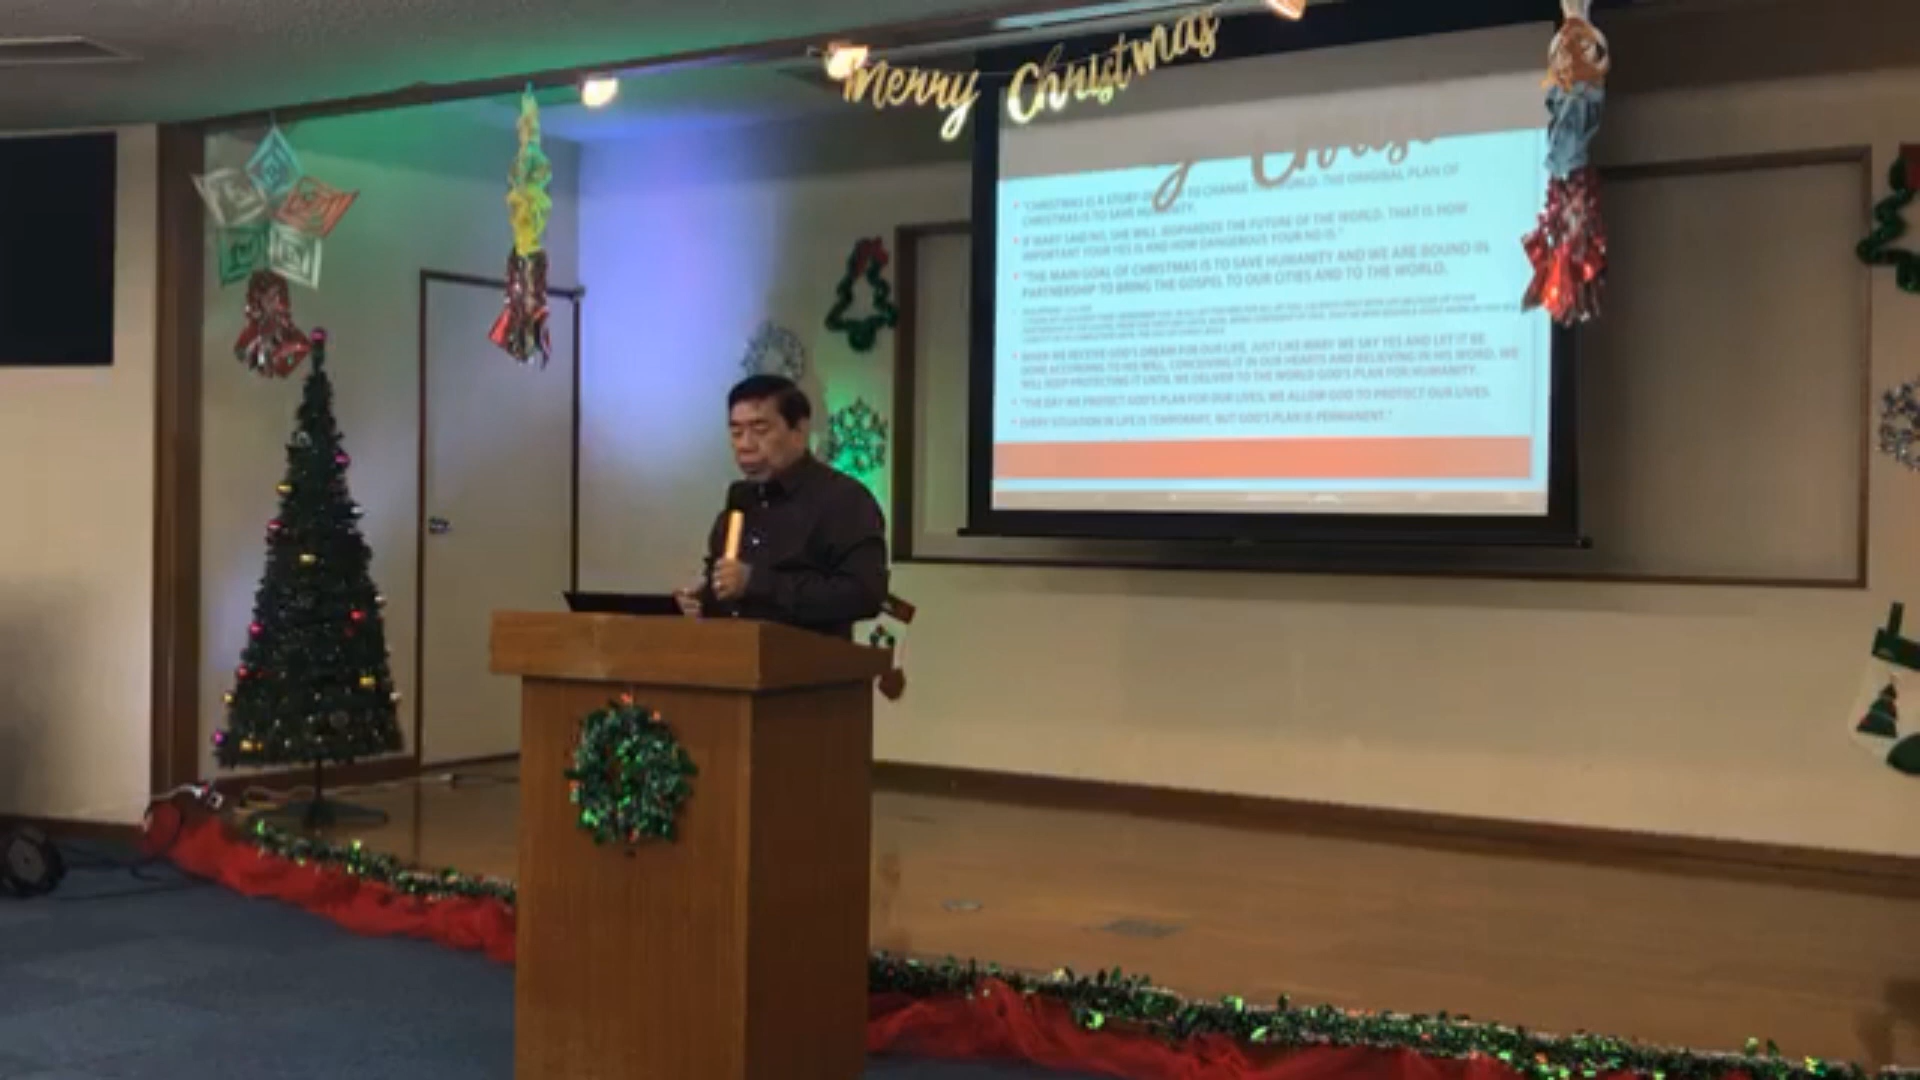 Merry Christmas
"CHRISTMAS IS A STORY TO CHANGE WORLD. THE ORIGINAL PLAN OF
CHRISTMAS IS TO SAVE HUMANITY.
IF MARY SAID NO, SHE WILL JEOPARDIZE THE FUTURE OF THE WORLD. THAT IS HOW
IMPORTANT YOUR YES IS AND HOW DANGEROUS YOUR NO IS."
"THE MAIN GOAL OF CHRISTMAS IS TO SAVE HUMANITY AND WE ARE BOUND IN
PARTNERSHIP TO BRING THE GOSPEL TO OUR CITIES AND TO THE WORLD.
WHEN WE RECEIVE GOD'S DREAM FOR OUR LIFE, JUST LIKE MARY WE SAY YES AND LET IT BE
DONE ACCORDING TO HIS WILL, CONCEIVING IT IN OUR HEARTS AND BELIEVING IN HIS WORD. WE
WILL KEEP PROTECTING IT UNTIL WE DELIVER TO THE WORLD GOD'S PLAN FOR HUMANITY.
"THE DAY WE PROTECT GOD'S PLAN FOR OUR LIVES, WE ALLOW GOD TO PROTECT OUR LIVES.
EVERY SITUATION IN LIFE IS TEMPORARY, BUT GOD'S PLAN IS PERMANENT."